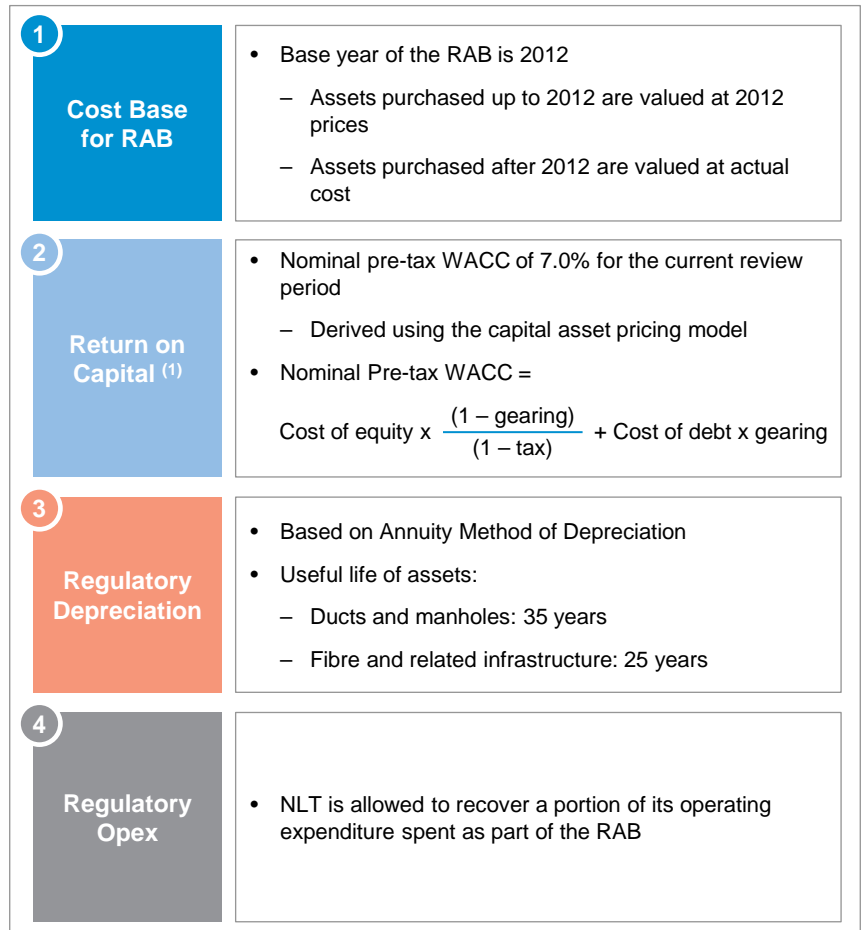 1
Cost Base
for RAB
• Base year of the RAB is 2012
– Assets purchased up to 2012 are valued at 2012
prices
– Assets purchased after 2012 are valued at actual
cost
2
Return on
Capital (1)
• Nominal pre-tax WACC of 7.0% for the current review
period
– Derived using the capital asset pricing model
• Nominal Pre-tax WACC =
(1 – gearing)
Cost of equity x + Cost of debt x gearing
(1 – tax)
3
Regulatory
Depreciation
• Based on Annuity Method of Depreciation
• Useful life of assets:
– Ducts and manholes: 35 years
– Fibre and related infrastructure: 25 years
4
Regulatory
Opex
• NLT is allowed to recover a portion of its operating
expenditure spent as part of the RAB